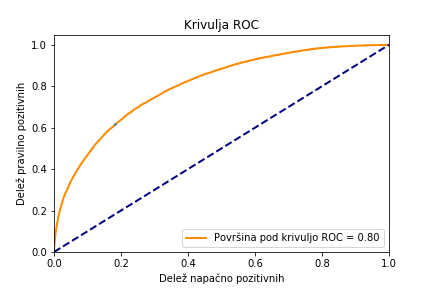 Krivulja ROC
Delež pravilno pozitivnih
1.0
0.8
0.6
0.4
0.2
0.0
0.0 0.2 0.4 0.6 0.8 1.0
Površina pod krivuljo ROC = 0.80
Delež napačno pozitivnih